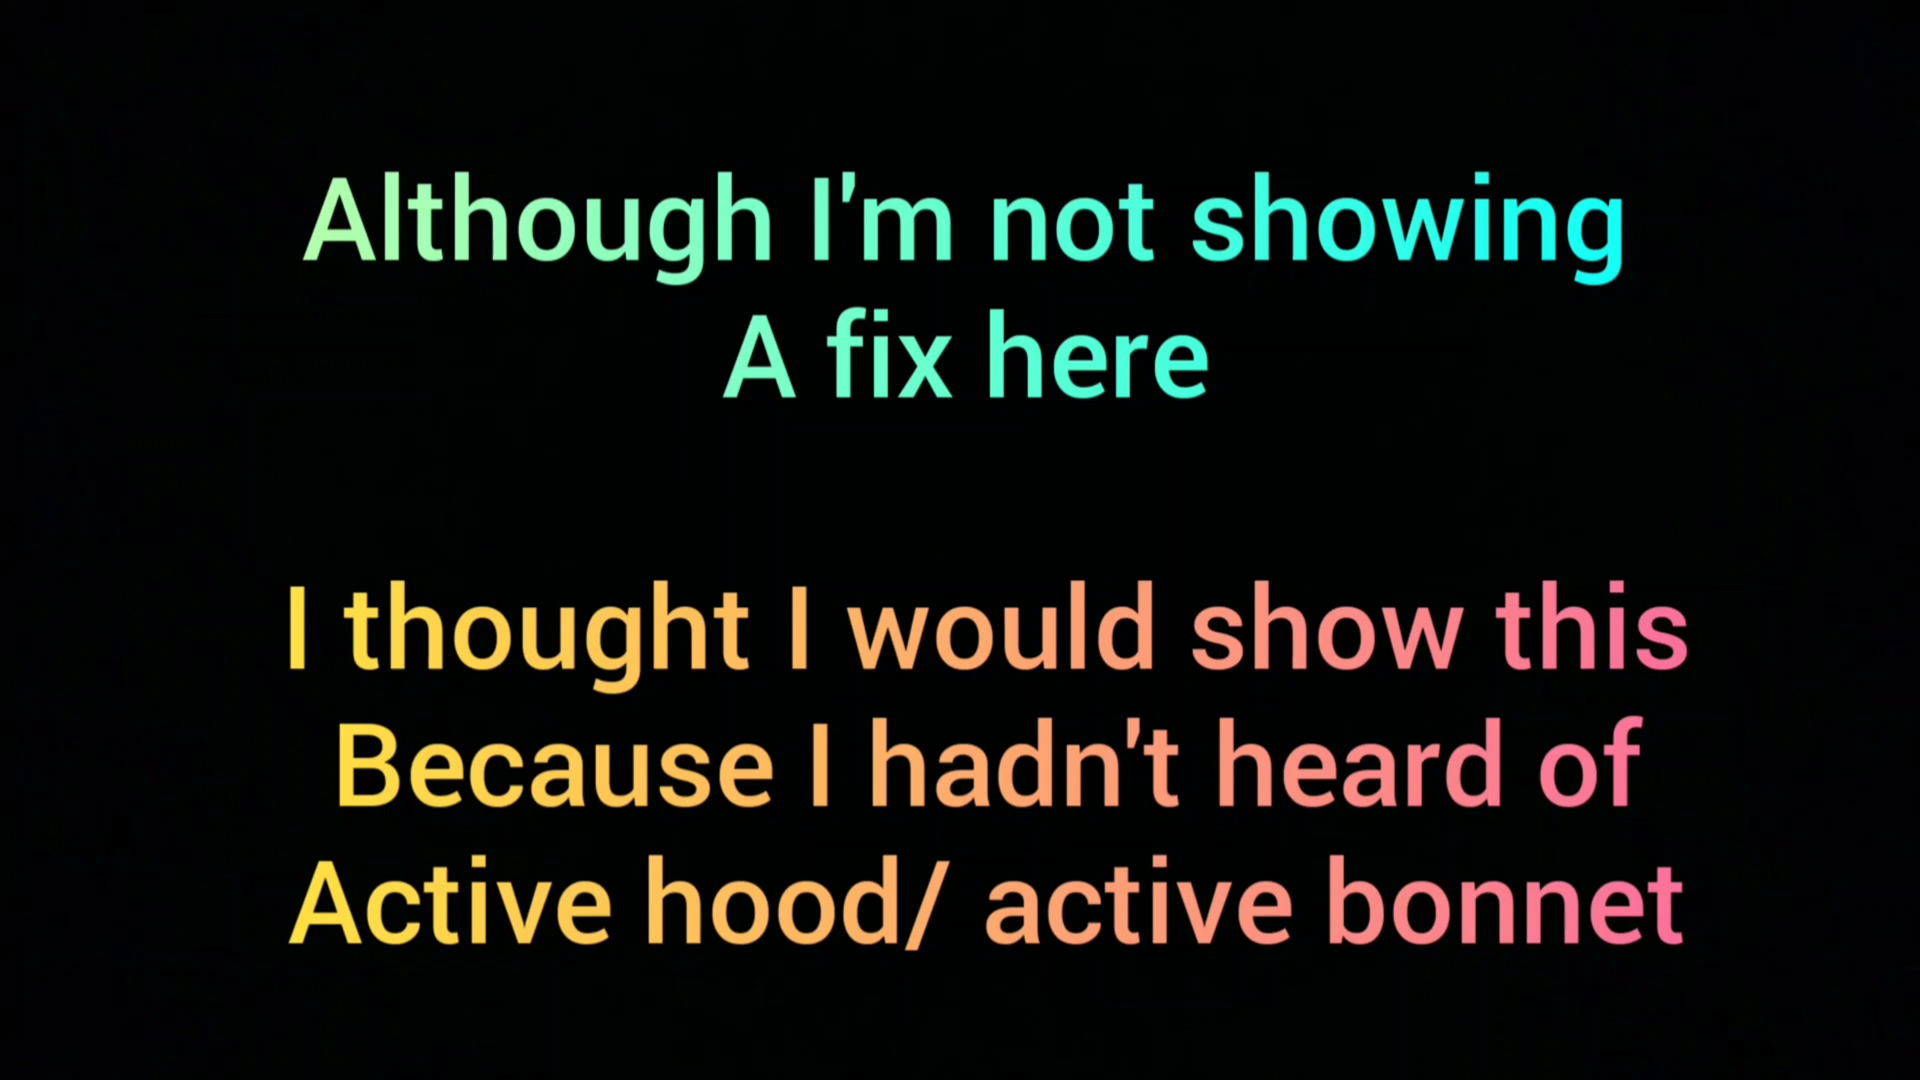 Although I'm not showing
A fix here
I thought I would show this
Because I hadn't heard of
Active hood/ active bonnet